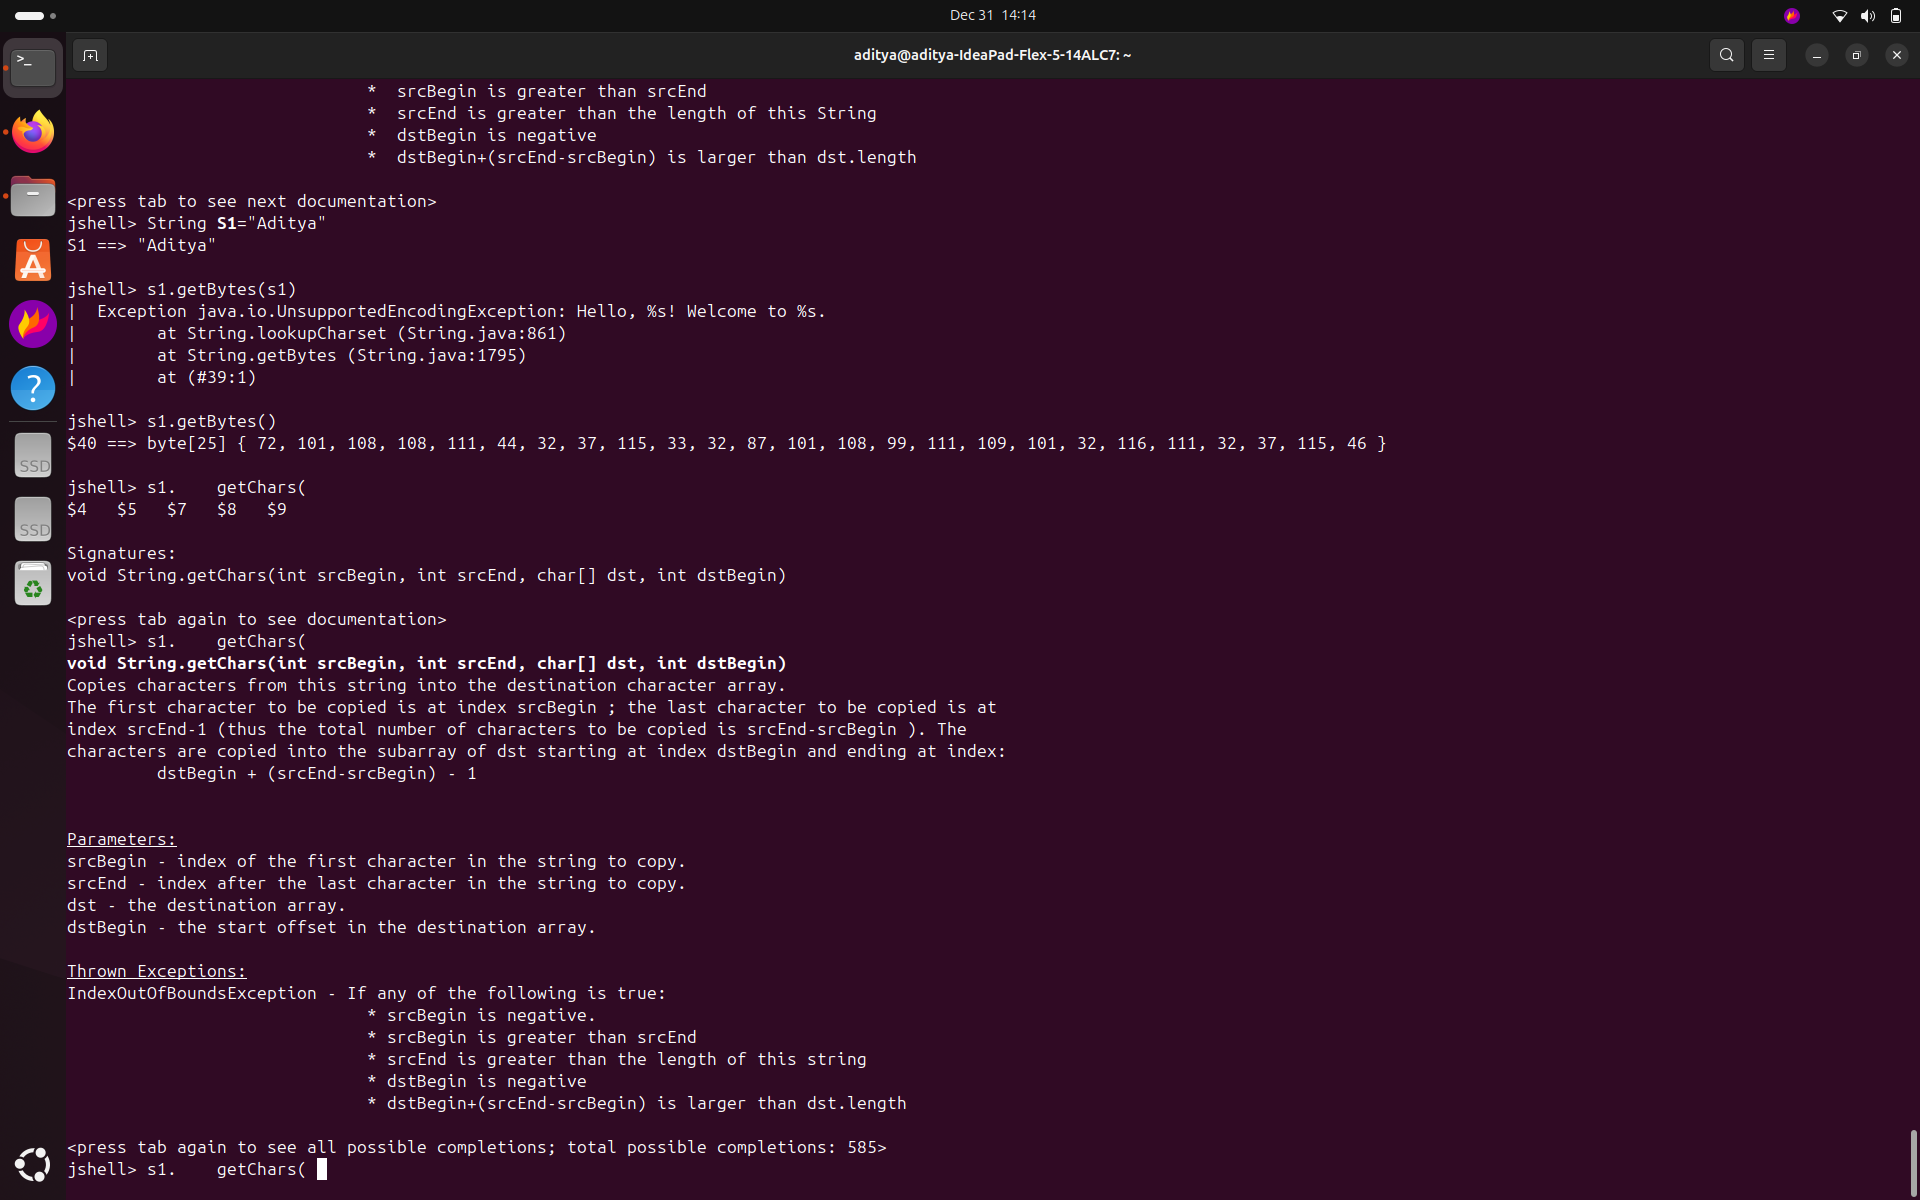 Dec 31 14:14
aditya@aditya-IdeaPad-Flex-5-14ALC7: ~
                              *  srcBegin is greater than srcEnd
                              *  srcEnd is greater than the length of this String
                              *  dstBegin is negative
                              *  dstBegin+(srcEnd-srcBegin) is larger than dst.length
<press tab to see next documentation>
jshell> String S1="Aditya"
S1 ==> "Aditya"
jshell> s1.getBytes(s1)
|  Exception java.io.UnsupportedEncodingException: Hello, %s! Welcome to %s.
|        at String.lookupCharset (String.java:861)
|        at String.getBytes (String.java:1795)
|        at (#39:1)
jshell> s1.getBytes()
$40 ==> byte[25] { 72, 101, 108, 108, 111, 44, 32, 37, 115, 33, 32, 87, 101, 108, 99, 111, 109, 101, 32, 116, 111, 32, 37, 115, 46 }
jshell> s1.    getChars(
$4   $5   $7   $8   $9
Signatures:
void String.getChars(int srcBegin, int srcEnd, char[] dst, int dstBegin)
<press tab again to see documentation>
jshell> s1.    getChars(
void String.getChars(int srcBegin, int srcEnd, char[] dst, int dstBegin)
Copies characters from this string into the destination character array.
The first character to be copied is at index srcBegin ; the last character to be copied is at
index srcEnd-1 (thus the total number of characters to be copied is srcEnd-srcBegin ). The
characters are copied into the subarray of dst starting at index dstBegin and ending at index:
         dstBegin + (srcEnd-srcBegin) - 1
Parameters:
srcBegin - index of the first character in the string to copy.
srcEnd - index after the last character in the string to copy.
dst - the destination array.
dstBegin - the start offset in the destination array.
Thrown Exceptions:
IndexOutOfBoundsException - If any of the following is true:
                              * srcBegin is negative.
                              * srcBegin is greater than srcEnd
                              * srcEnd is greater than the length of this string
                              * dstBegin is negative
                              * dstBegin+(srcEnd-srcBegin) is larger than dst.length
<press tab again to see all possible completions; total possible completions: 585>
jshell> s1.    getChars(
SSD
SSD